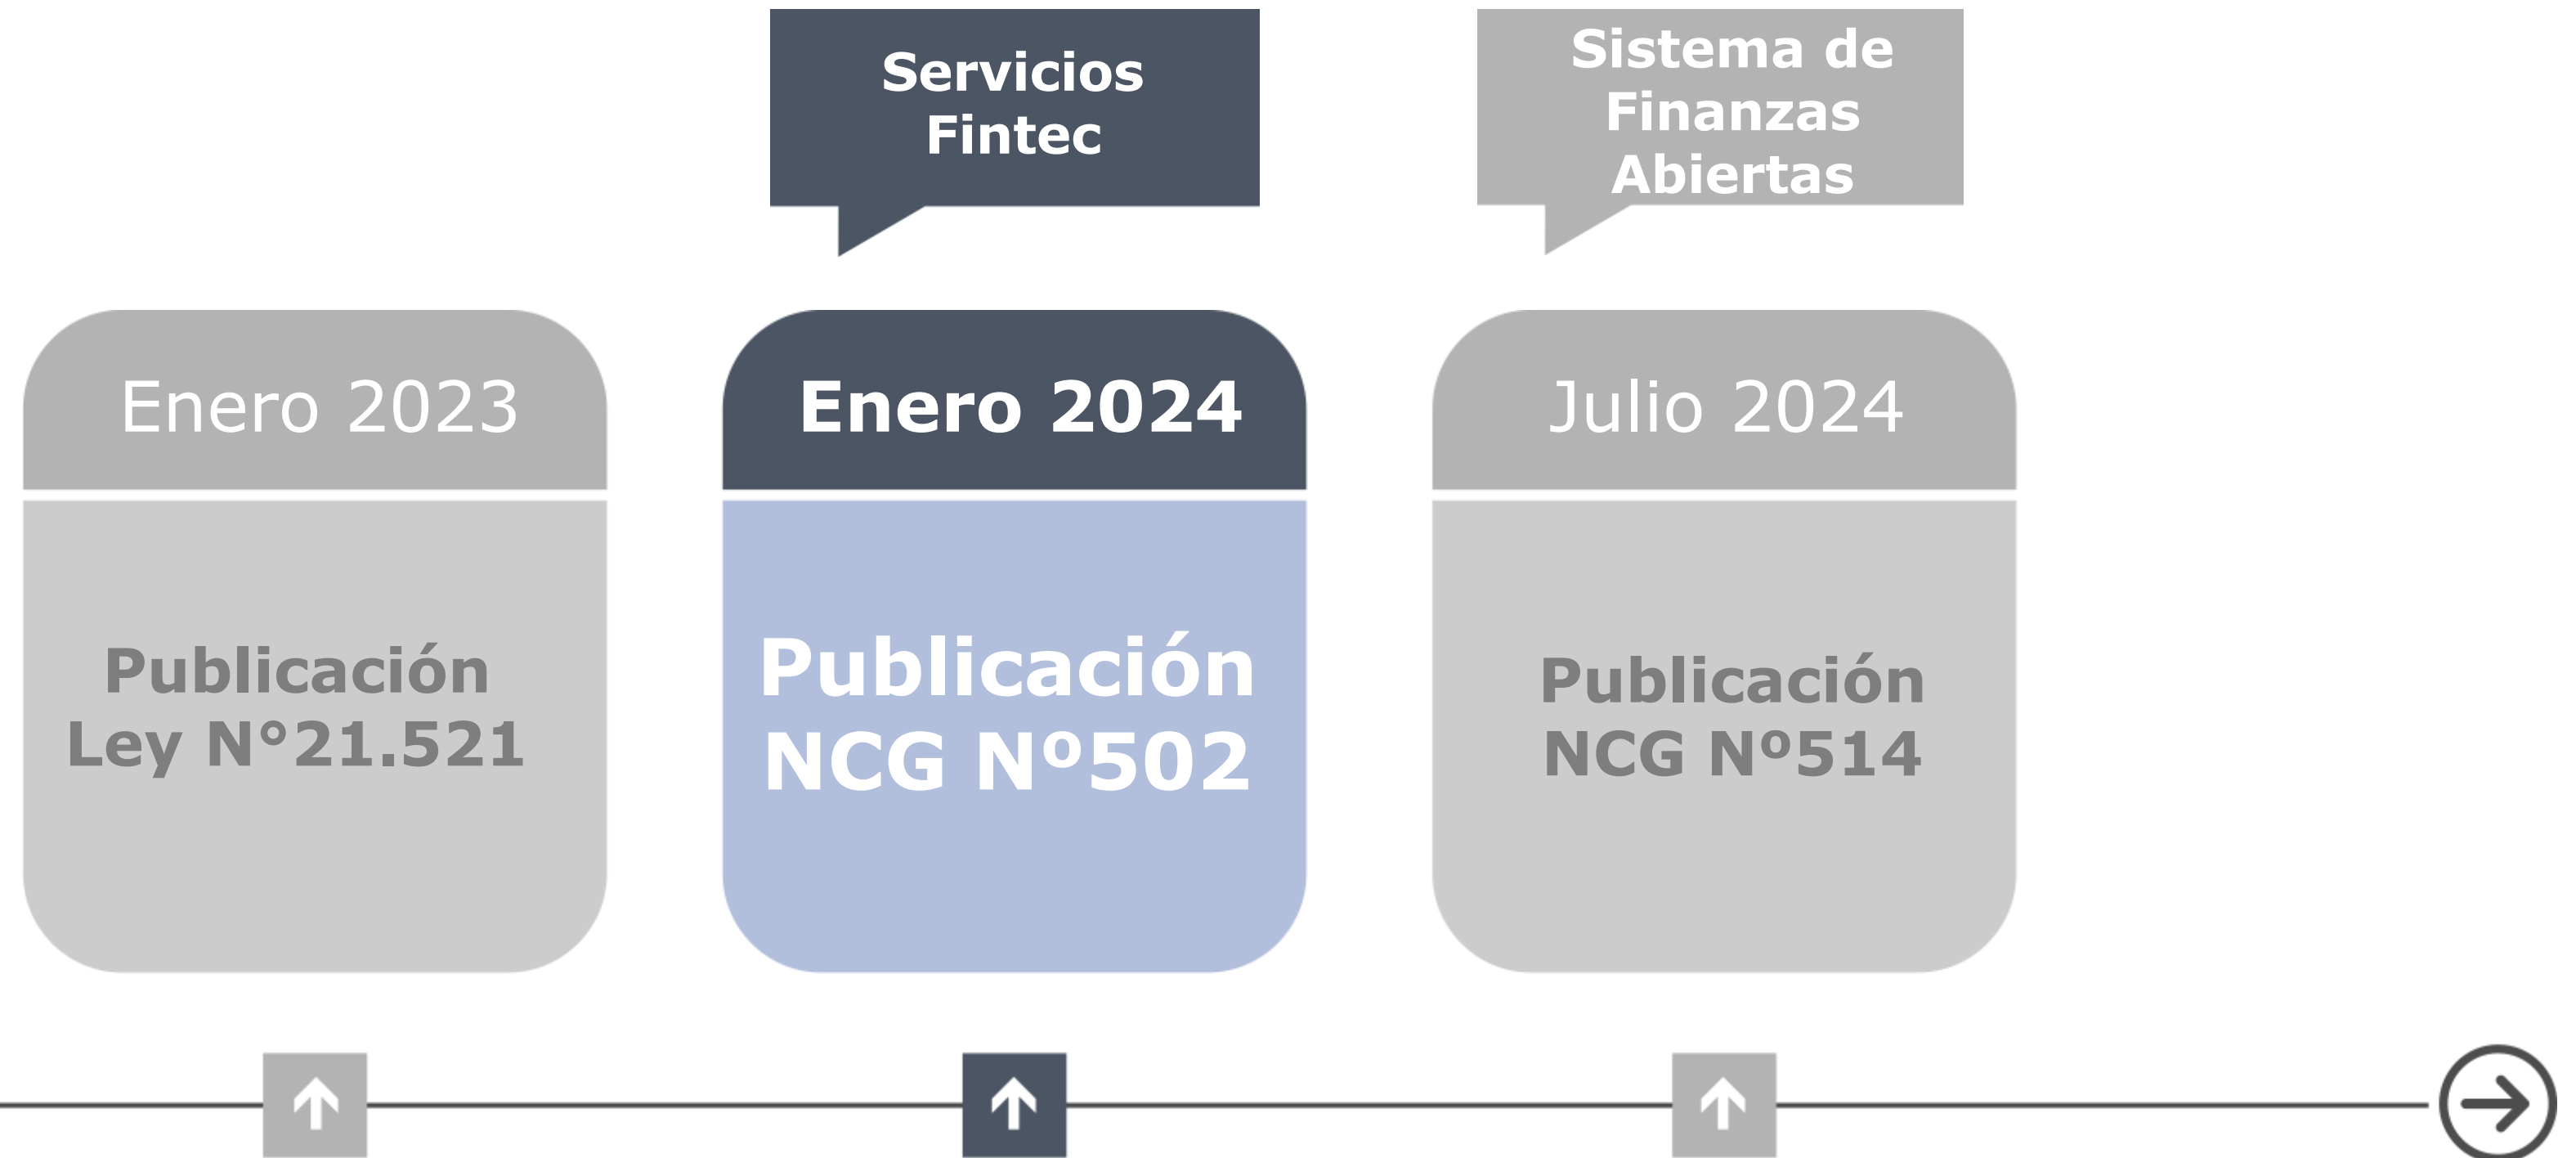 Servicios
Fintec
Sistema de
Finanzas
Abiertas
Enero 2023
Enero 2024
Julio 2024
Publicación
Ley N°21.521
Publicación
NCG Nº502
Publicación
NCG Nº514